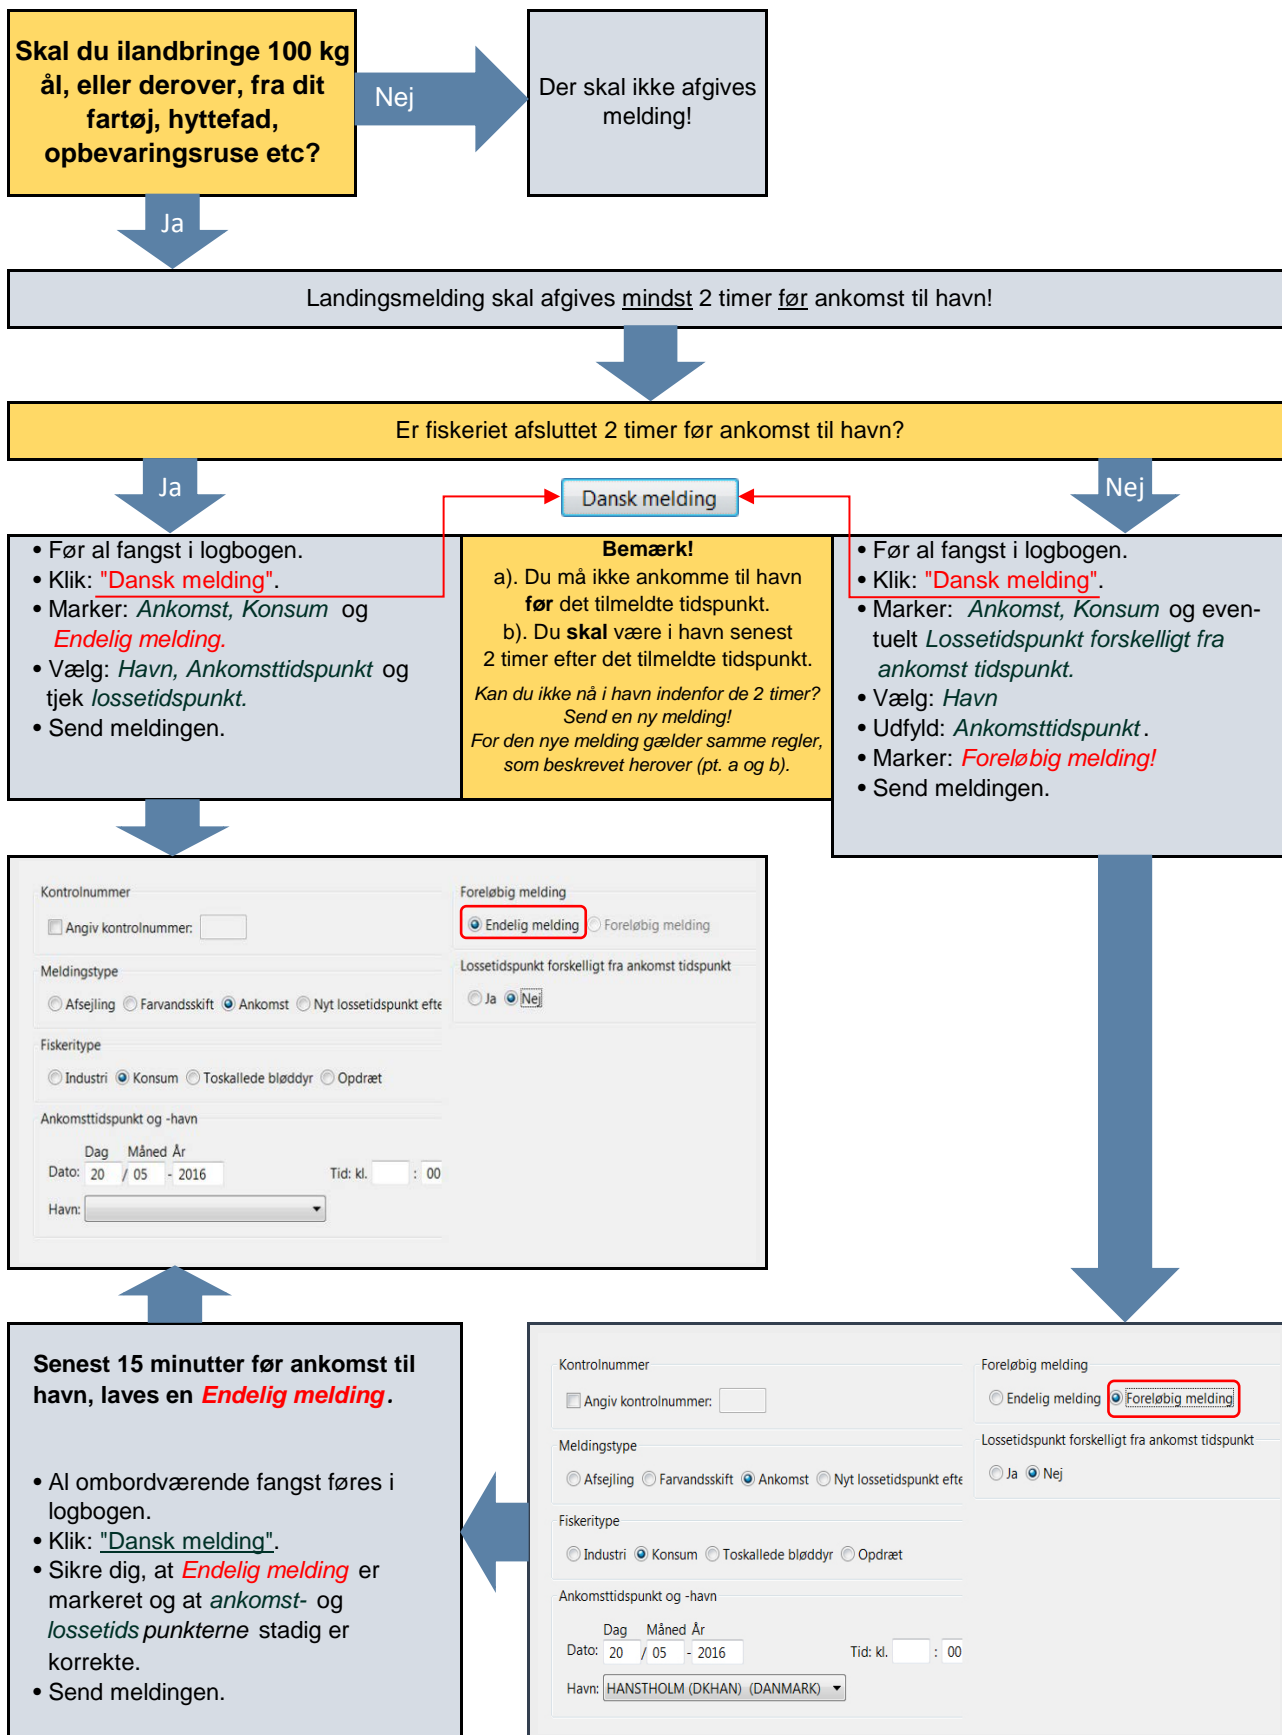 Skal du ilandbringe 100 kg
ål, eller derover, fra dit
fartøj, hyttefad,
opbevaringsruse etc?
Nej
Der skal ikke afgives
melding!
Ja
Landingsmelding skal afgives mindst 2 timer før ankomst til havn!
Er fiskeriet afsluttet 2 timer før ankomst til havn?
Ja
Dansk melding
Nej
• Før al fangst i logbogen.
• Klik: "Dansk melding".
• Marker: Ankomst, Konsum og
Endelig melding.
• Vælg: Havn, Ankomsttidspunkt og
tjek lossetidspunkt.
• Send meldingen.
Bemærk!
a). Du må ikke ankomme til havn
før det tilmeldte tidspunkt.
b). Du skal være i havn senest
2 timer efter det tilmeldte tidspunkt.
Kan du ikke nå i havn indenfor de 2 timer?
Send en ny melding!
For den nye melding gælder samme regler,
som beskrevet herover (pt. a og b).
• Før al fangst i logbogen.
• Klik: "Dansk melding".
• Marker: Ankomst, Konsum og even-
tuelt Lossetidspunkt forskelligt fra
ankomst tidspunkt.
• Vælg: Havn
• Udfyld: Ankomsttidspunkt.
• Marker: Foreløbig melding!
• Send meldingen.
Kontrolnummer
Angiv kontrolnummer:
Meldingstype
Afsejling Farvandsskift Ankomst Nyt lossetidspunkt efte
Fiskeritype
Industri Konsum Toskallede bløddyr Opdræt
Ankomsttidspunkt og -havn
Dag Måned År
Dato: 20 / 05 - 2016 Tid: kl. : 00
Havn:
Foreløbig melding
Endelig melding Foreløbig melding
Lossetidspunkt forskelligt fra ankomst tidspunkt
Ja Nej
Senest 15 minutter før ankomst til
havn, laves en Endelig melding.
• Al ombordværende fangst føres i
logbogen.
• Klik: "Dansk melding".
• Sikre dig, at Endelig melding er
markeret og at ankomst- og
lossetidspunkterne stadig er
korrekte.
• Send meldingen.
Kontrolnummer
Angiv kontrolnummer:
Meldingstype
Afsejling Farvandsskift Ankomst Nyt lossetidspunkt efte
Fiskeritype
Industri Konsum Toskallede bløddyr Opdræt
Ankomsttidspunkt og -havn
Dag Måned År
Dato: 20 / 05 - 2016 Tid: kl. : 00
Havn: HANSTHOLM (DKHAN) (DANMARK)
Foreløbig melding
Endelig melding Foreløbig melding
Lossetidspunkt forskelligt fra ankomst tidspunkt
Ja Nej